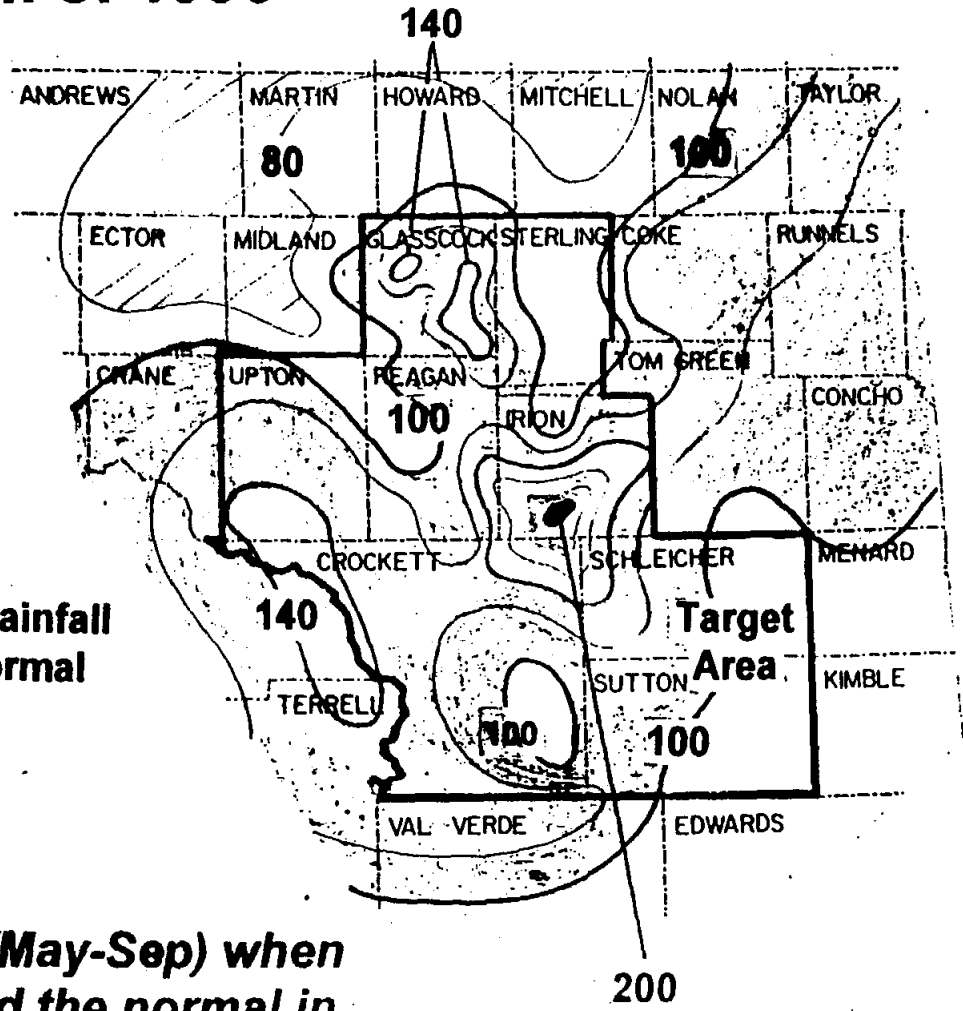 140
ANDREWS MARTIN HOWARD MITCHELL NOLAN TAYLOR
80 100
ECTOR MIDLAND GLASSCOCK STERLING COKE RUNNELS
CRANE UPTON REAGAN TOM GREEN
CONCHO
100 IRION
CROCKETT SCHLEICHER MENARD
140 Target
Area
TERRELL SUTTON KIMBLE
100 100
VAL VERDE EDWARDS
(May-Sep) when
the normal in
200